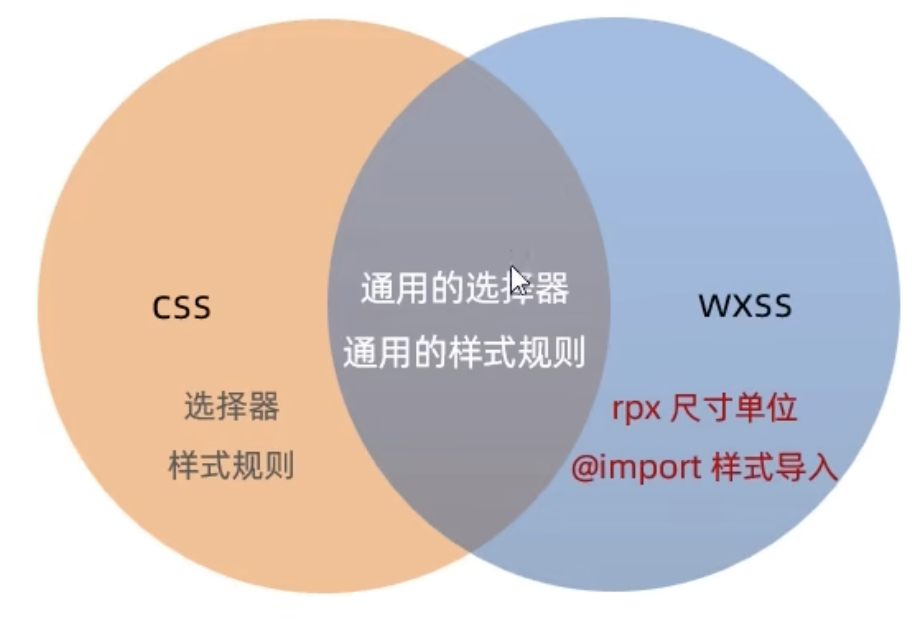 css
选择器
样式规则
通用的选择器
通用的样式规则
wxss
rpx 尺寸单位
@import 样式导入